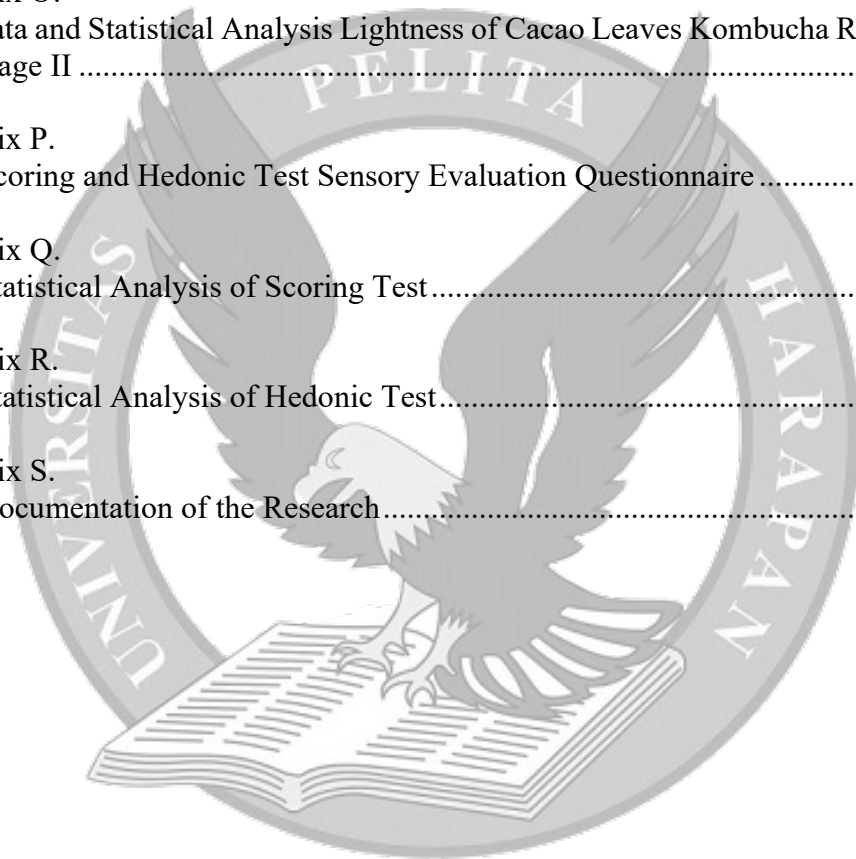 ata and Statistical Analysis Lightness of Cacao Leaves Kombucha R
age II ........................................................................................................
ix P.
coring and Hedonic Test Sensory Evaluation Questionnaire ............
ix Q.
tatistical Analysis of Scoring Test .....................................................
ix R.
tatistical Analysis of Hedonic Test ....................................................
ix S.
ocumentation of the Research ...........................................................
UNIVERSITAS PELITA HARAPAN